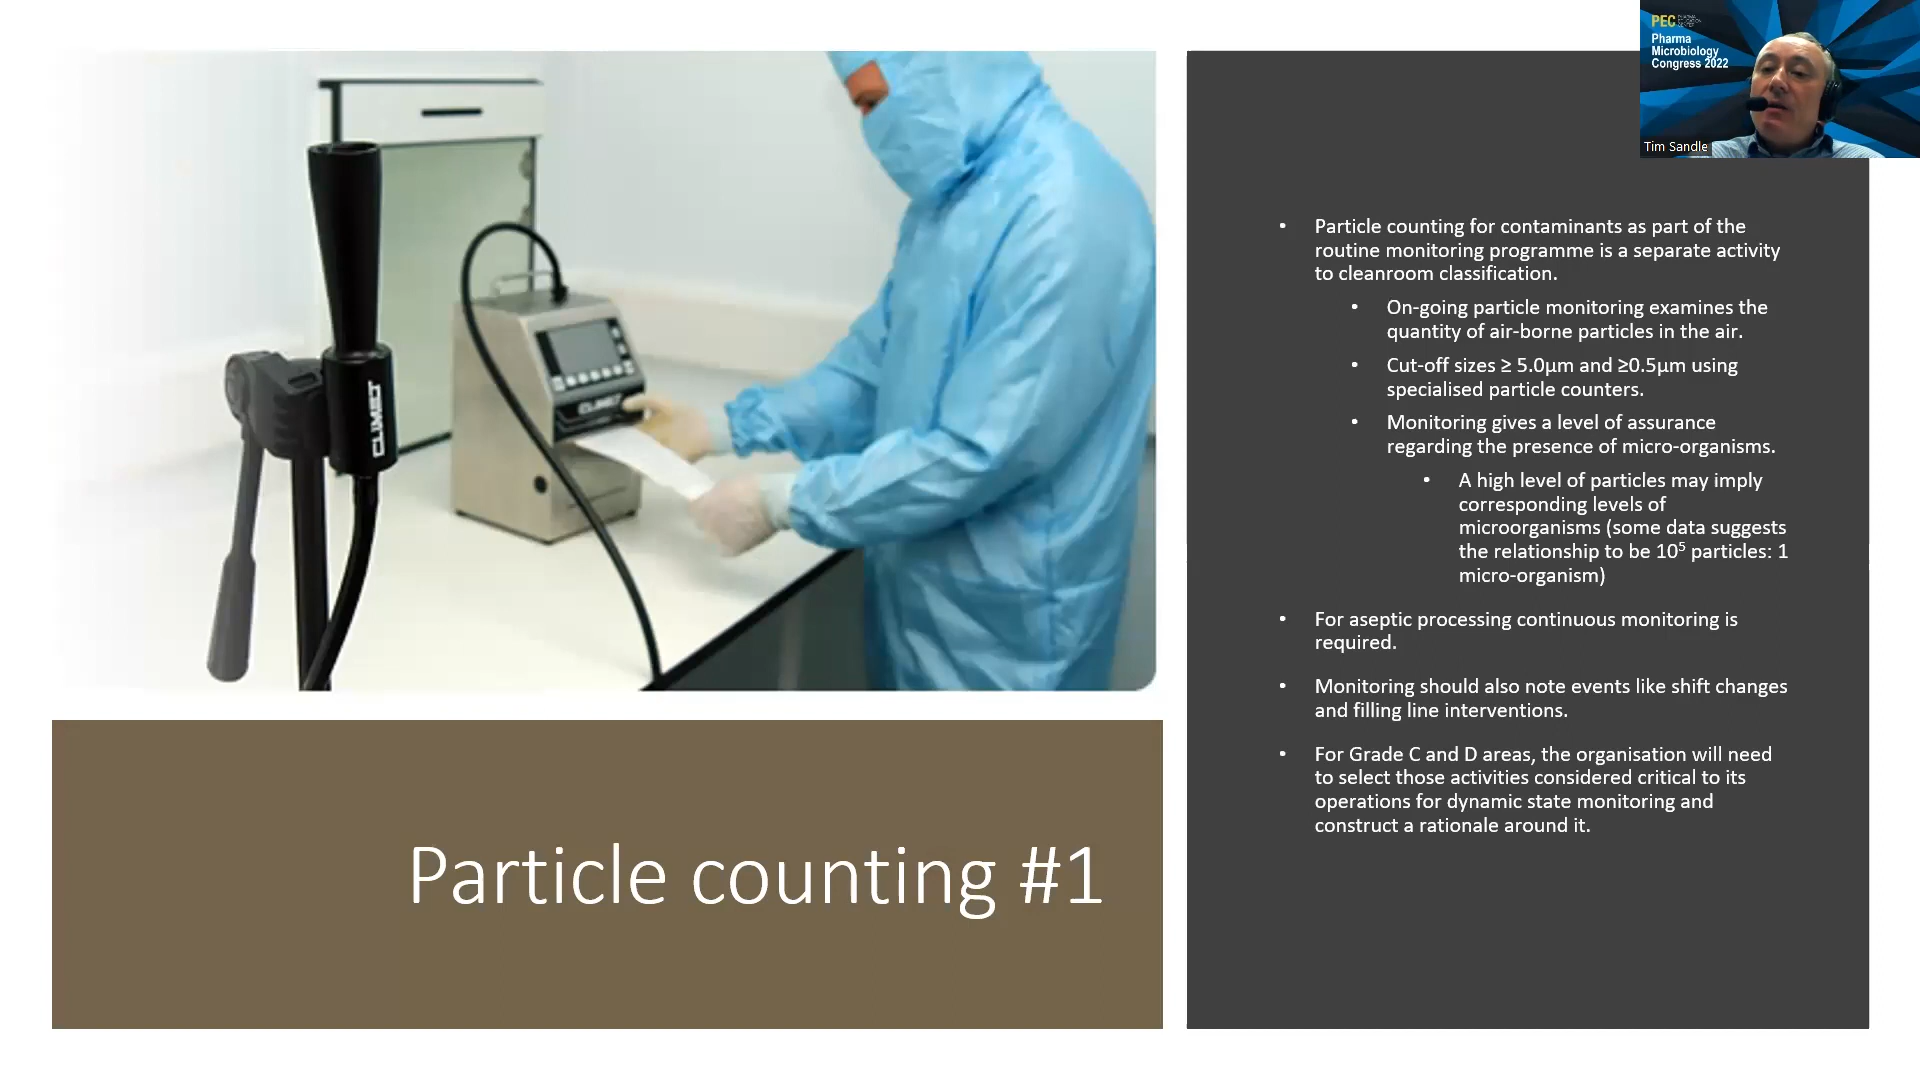 PEC PHARMA
EDUCATION
CENTER
Pharma
Microbiology
Congress 2022
Tim Sandle
CLIMET
CLIMET
• Particle counting for contaminants as part of the
routine monitoring programme is a separate activity
to cleanroom classification.
• On-going particle monitoring examines the
quantity of air-borne particles in the air.
• Cut-off sizes ≥ 5.0µm and ≥0.5µm using
specialised particle counters.
• Monitoring gives a level of assurance
regarding the presence of micro-organisms.
• A high level of particles may imply
corresponding levels of
microorganisms (some data suggests
the relationship to be 10⁵ particles: 1
micro-organism)
• For aseptic processing continuous monitoring is
required.
• Monitoring should also note events like shift changes
and filling line interventions.
• For Grade C and D areas, the organisation will need
to select those activities considered critical to its
operations for dynamic state monitoring and
construct a rationale around it.
Particle counting #1